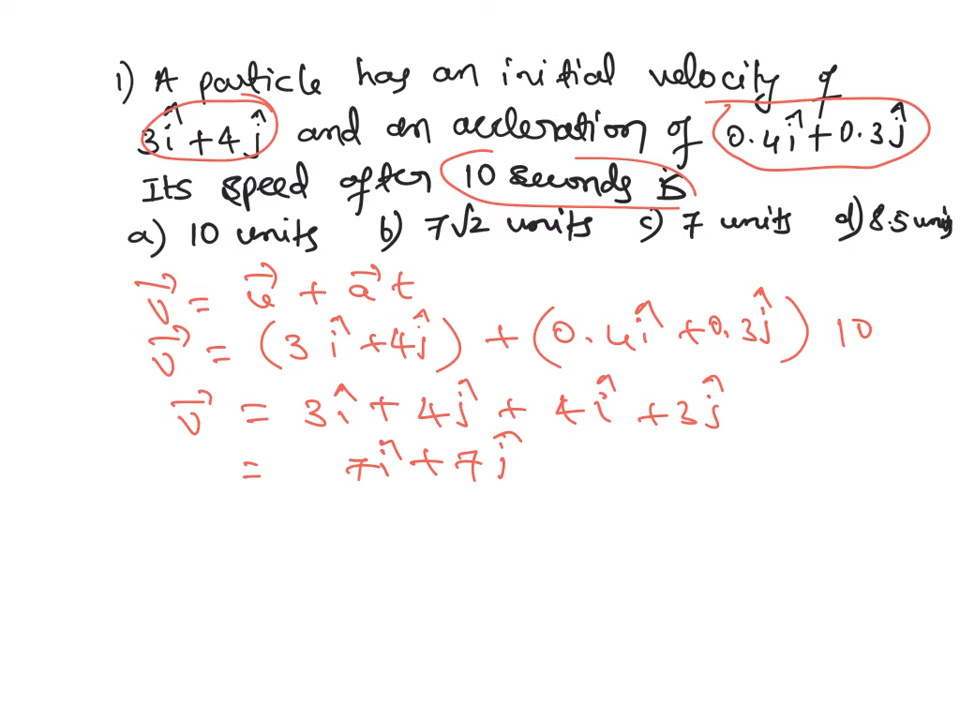 1) A particle has an initial velocity of
3î + 4ĵ and an accleration of 0.4î + 0.3ĵ
Its speed after 10 seconds is
a) 10 units b) 7√2 units c) 7 units d) 8.5 units
v⃗ = u⃗ + a⃗ t
v⃗ = (3 î + 4ĵ) + (0.4î + 0.3ĵ) 10
v⃗ = 3î + 4ĵ + 4î + 3ĵ
= 7î + 7ĵ